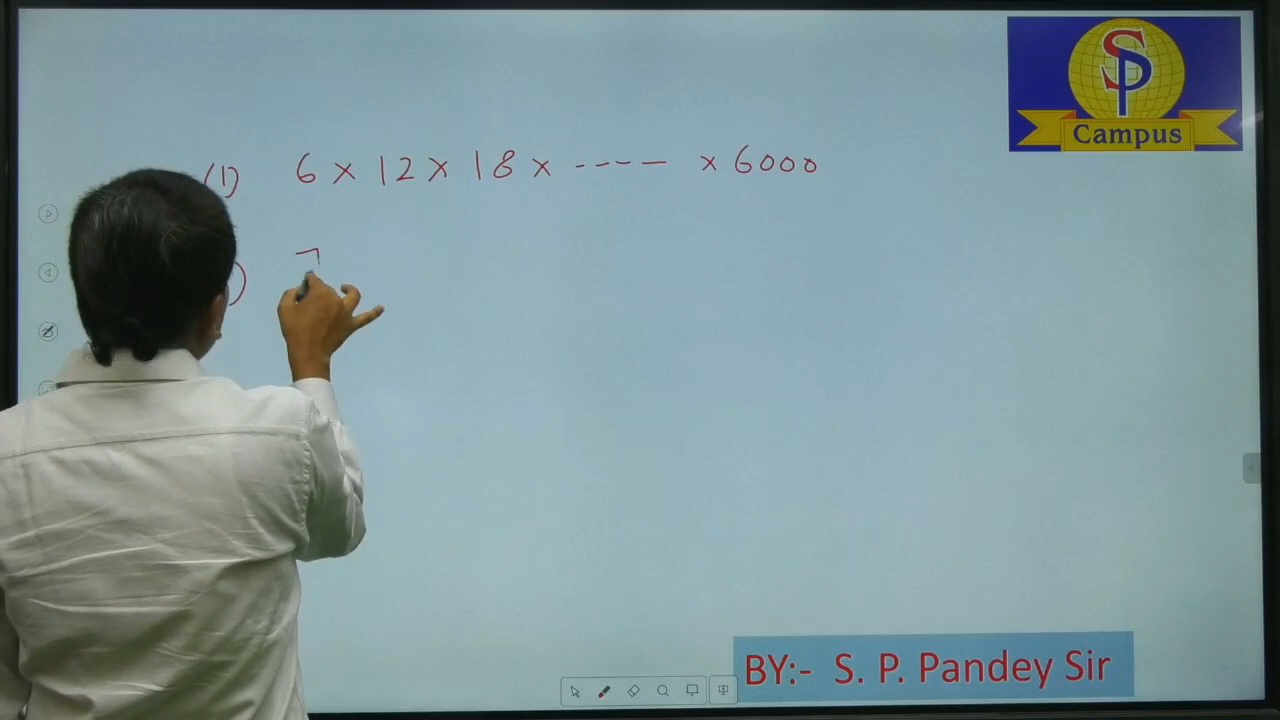 SP
Campus
(1) 6 × 12 × 18 × ---- × 6000
) 7
BY:- S. P. Pandey Sir